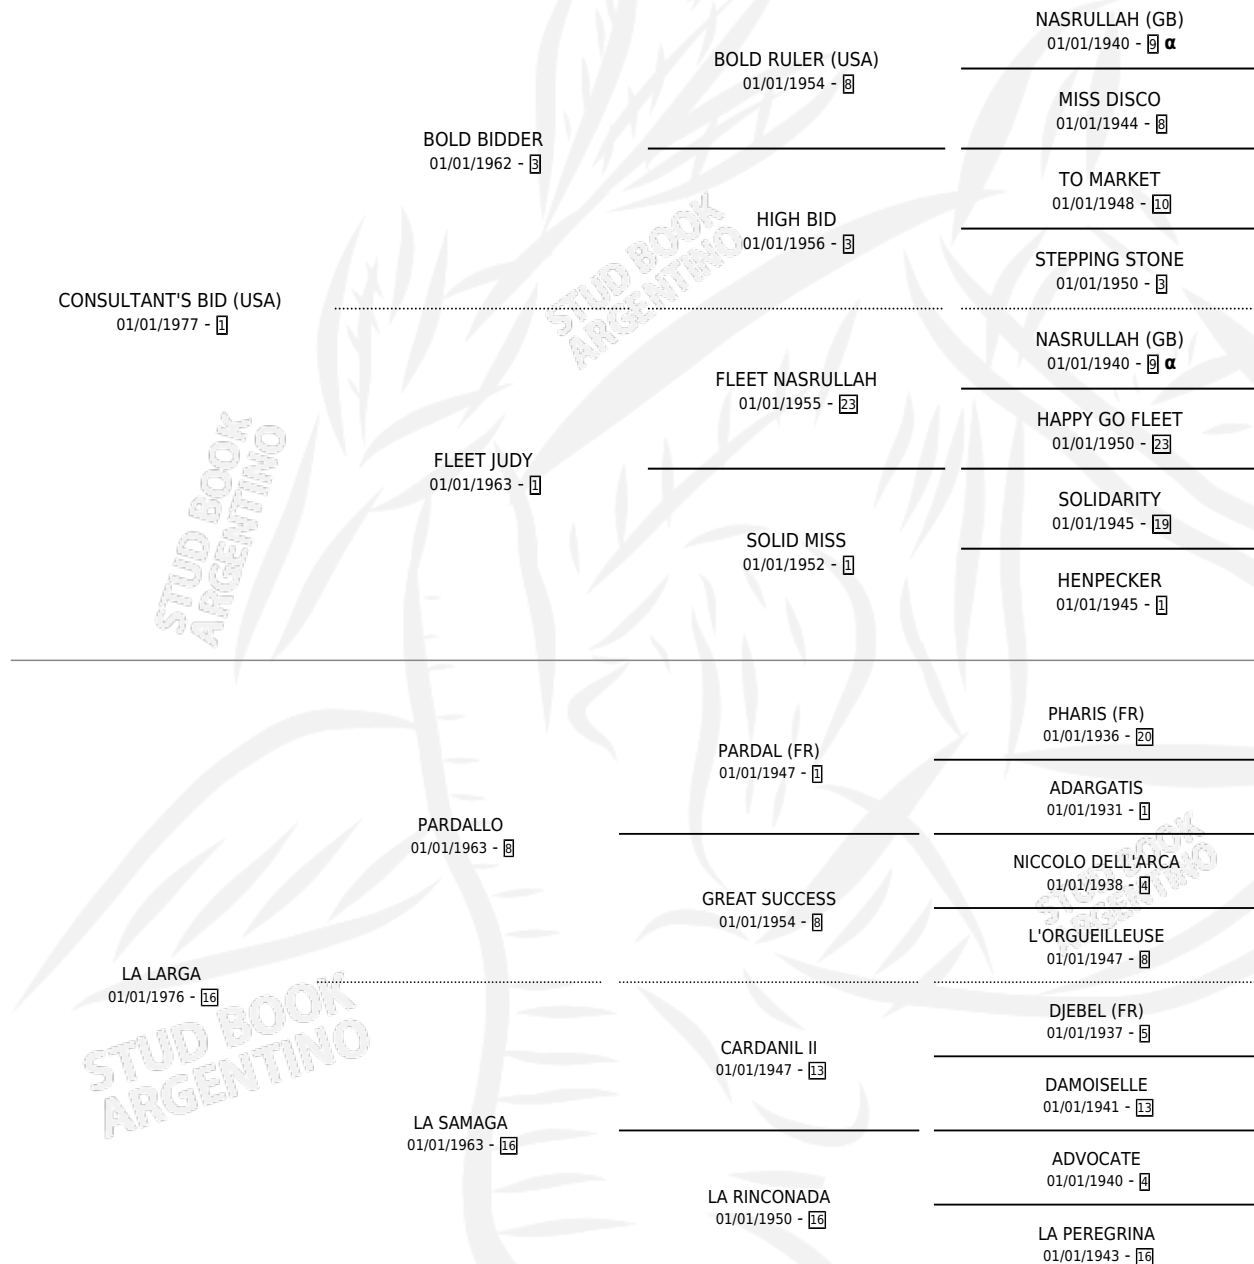 NASRULLAH (GB)
01/01/1940 - 9 α
BOLD RULER (USA)
01/01/1954 - 8
MISS DISCO
01/01/1944 - 8
BOLD BIDDER
01/01/1962 - 3
TO MARKET
01/01/1948 - 10
HIGH BID
01/01/1956 - 3
STEPPING STONE
01/01/1950 - 3
CONSULTANT'S BID (USA)
01/01/1977 - 1
NASRULLAH (GB)
01/01/1940 - 9 α
FLEET NASRULLAH
01/01/1955 - 23
HAPPY GO FLEET
01/01/1950 - 23
FLEET JUDY
01/01/1963 - 1
SOLIDARITY
01/01/1945 - 19
SOLID MISS
01/01/1952 - 1
HENPECKER
01/01/1945 - 1
PHARIS (FR)
01/01/1936 - 20
PARDAL (FR)
01/01/1947 - 1
ADARGATIS
01/01/1931 - 1
PARDALLO
01/01/1963 - 8
NICCOLO DELL'ARCA
01/01/1938 - 4
GREAT SUCCESS
01/01/1954 - 8
L'ORGUEILLEUSE
01/01/1947 - 8
LA LARGA
01/01/1976 - 16
DJEBEL (FR)
01/01/1937 - 5
CARDANIL II
01/01/1947 - 13
DAMOISELLE
01/01/1941 - 13
LA SAMAGA
01/01/1963 - 16
ADVOCATE
01/01/1940 - 4
LA RINCONADA
01/01/1950 - 16
LA PEREGRINA
01/01/1943 - 16
STUD BOOK
ARGENTINO
STUD BOOK
ARGENTINO
STUD BOOK
ARGENTINO
STUD BOOK
ARGENTINO